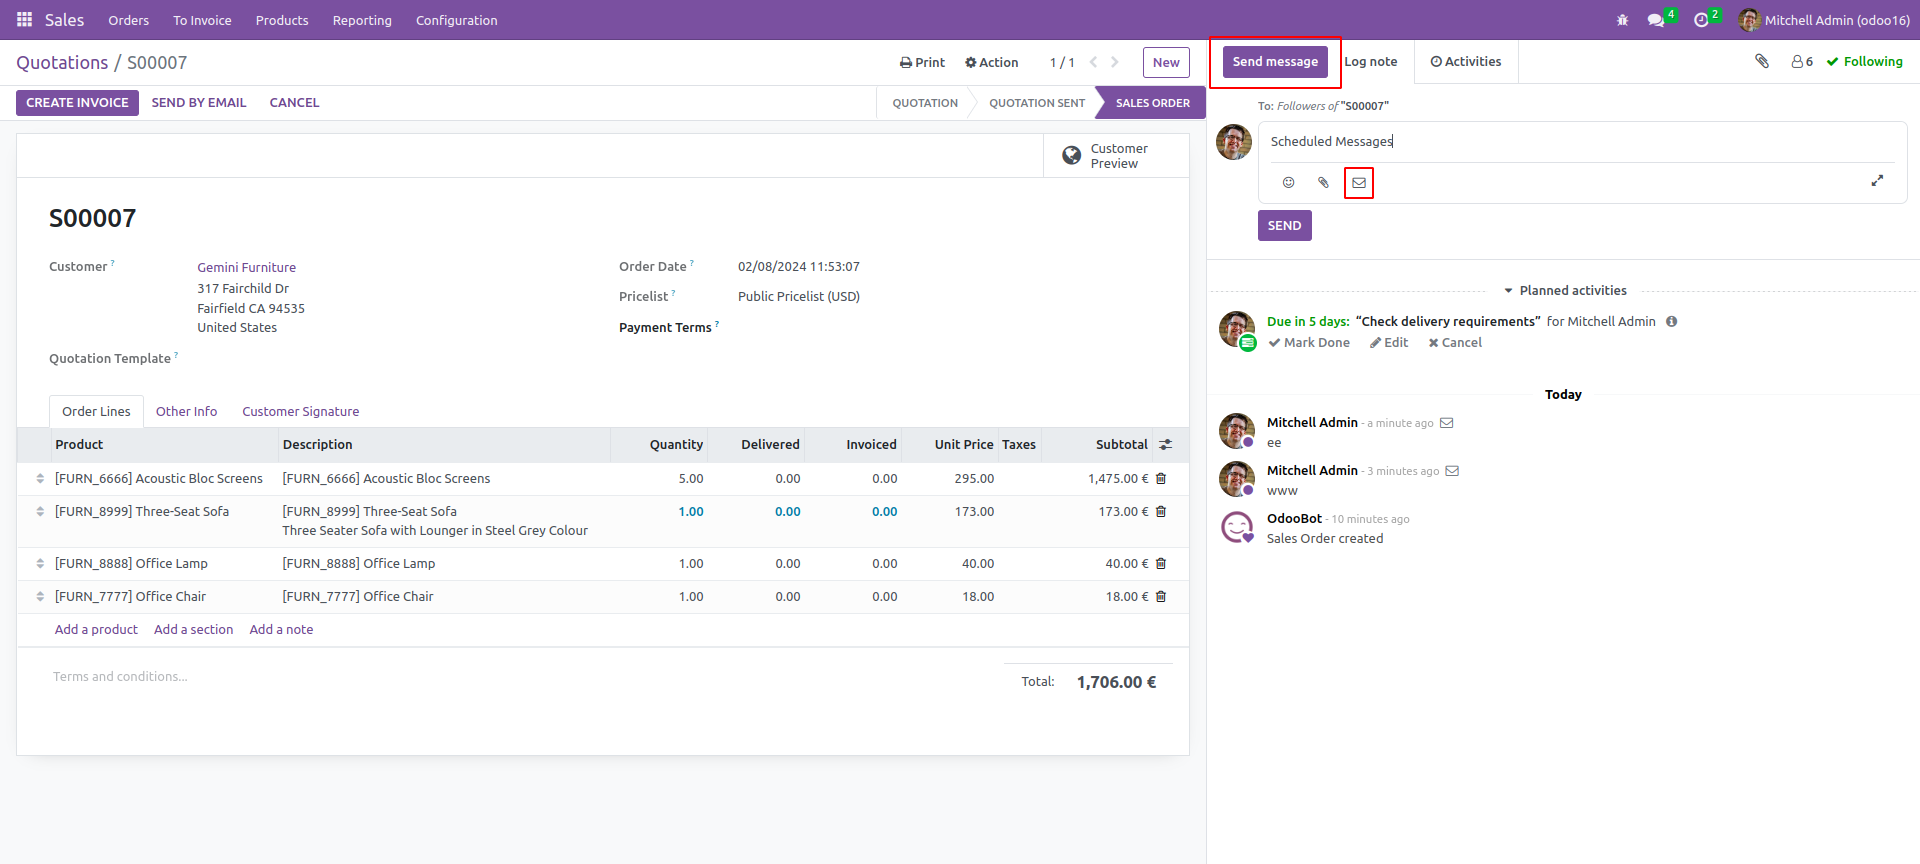 Sales Orders To Invoice Products Reporting Configuration 4 2 Mitchell Admin (odoo16)
Quotations / S00007 Print Action 1 / 1 New
CREATE INVOICE SEND BY EMAIL CANCEL QUOTATION QUOTATION SENT SALES ORDER
Customer
Preview
S00007
Customer ? Gemini Furniture
317 Fairchild Dr
Fairfield CA 94535
United States
Order Date ? 02/08/2024 11:53:07
Pricelist ? Public Pricelist (USD)
Payment Terms ?
Quotation Template ?
Order Lines Other Info Customer Signature
Product Description Quantity Delivered Invoiced Unit Price Taxes Subtotal
[FURN_6666] Acoustic Bloc Screens [FURN_6666] Acoustic Bloc Screens 5.00 0.00 0.00 295.00 1,475.00 €
[FURN_8999] Three-Seat Sofa [FURN_8999] Three-Seat Sofa 1.00 0.00 0.00 173.00 173.00 €
Three Seater Sofa with Lounger in Steel Grey Colour
[FURN_8888] Office Lamp [FURN_8888] Office Lamp 1.00 0.00 0.00 40.00 40.00 €
[FURN_7777] Office Chair [FURN_7777] Office Chair 1.00 0.00 0.00 18.00 18.00 €
Add a product Add a section Add a note
Terms and conditions...
Total: 1,706.00 €
Send message Log note Activities 6 Following
To: Followers of "S00007"
Scheduled Messages
SEND
Planned activities
Due in 5 days: “Check delivery requirements” for Mitchell Admin
Mark Done Edit Cancel
Today
Mitchell Admin - a minute ago
ee
Mitchell Admin - 3 minutes ago
www
OdooBot - 10 minutes ago
Sales Order created